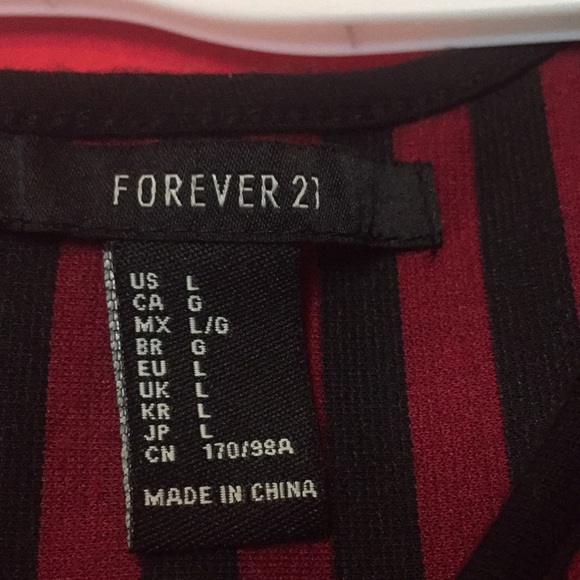 FOREVER 21
US L
CA G
MX L/G
BR G
EU L
UK L
KR L
JP L
CN 170/98A
MADE IN CHINA